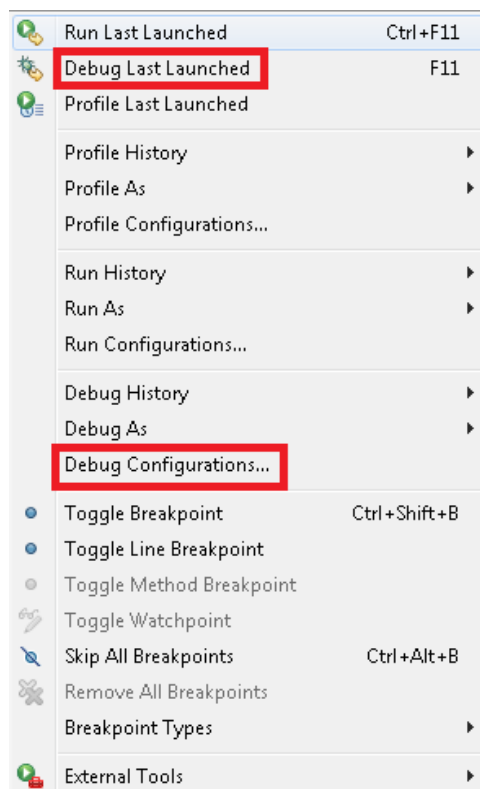 Run Last Launched Ctrl+F11
Debug Last Launched F11
Profile Last Launched
Profile History
Profile As
Profile Configurations...
Run History
Run As
Run Configurations...
Debug History
Debug As
Debug Configurations...
Toggle Breakpoint Ctrl+Shift+B
Toggle Line Breakpoint
Toggle Method Breakpoint
Toggle Watchpoint
Skip All Breakpoints Ctrl+Alt+B
Remove All Breakpoints
Breakpoint Types
External Tools